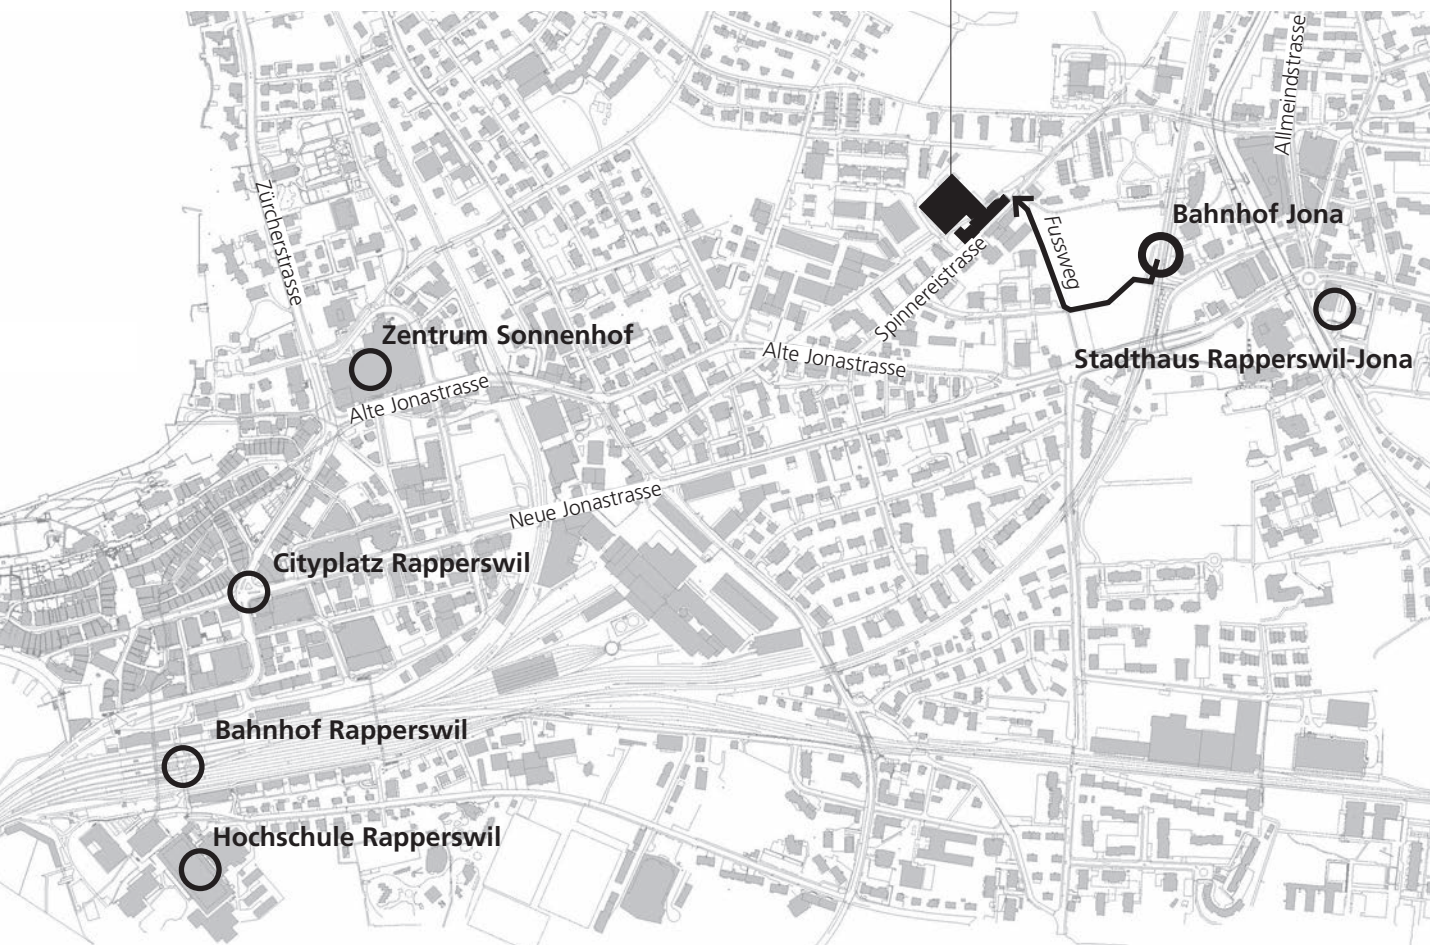 Allmeindstrasse
Zürcherstrasse
Bahnhof Jona
Fussweg
Spinnereistrasse
Zentrum Sonnenhof
Alte Jonastrasse
Stadthaus Rapperswil-Jona
Alte Jonastrasse
Neue Jonastrasse
Cityplatz Rapperswil
Bahnhof Rapperswil
Hochschule Rapperswil